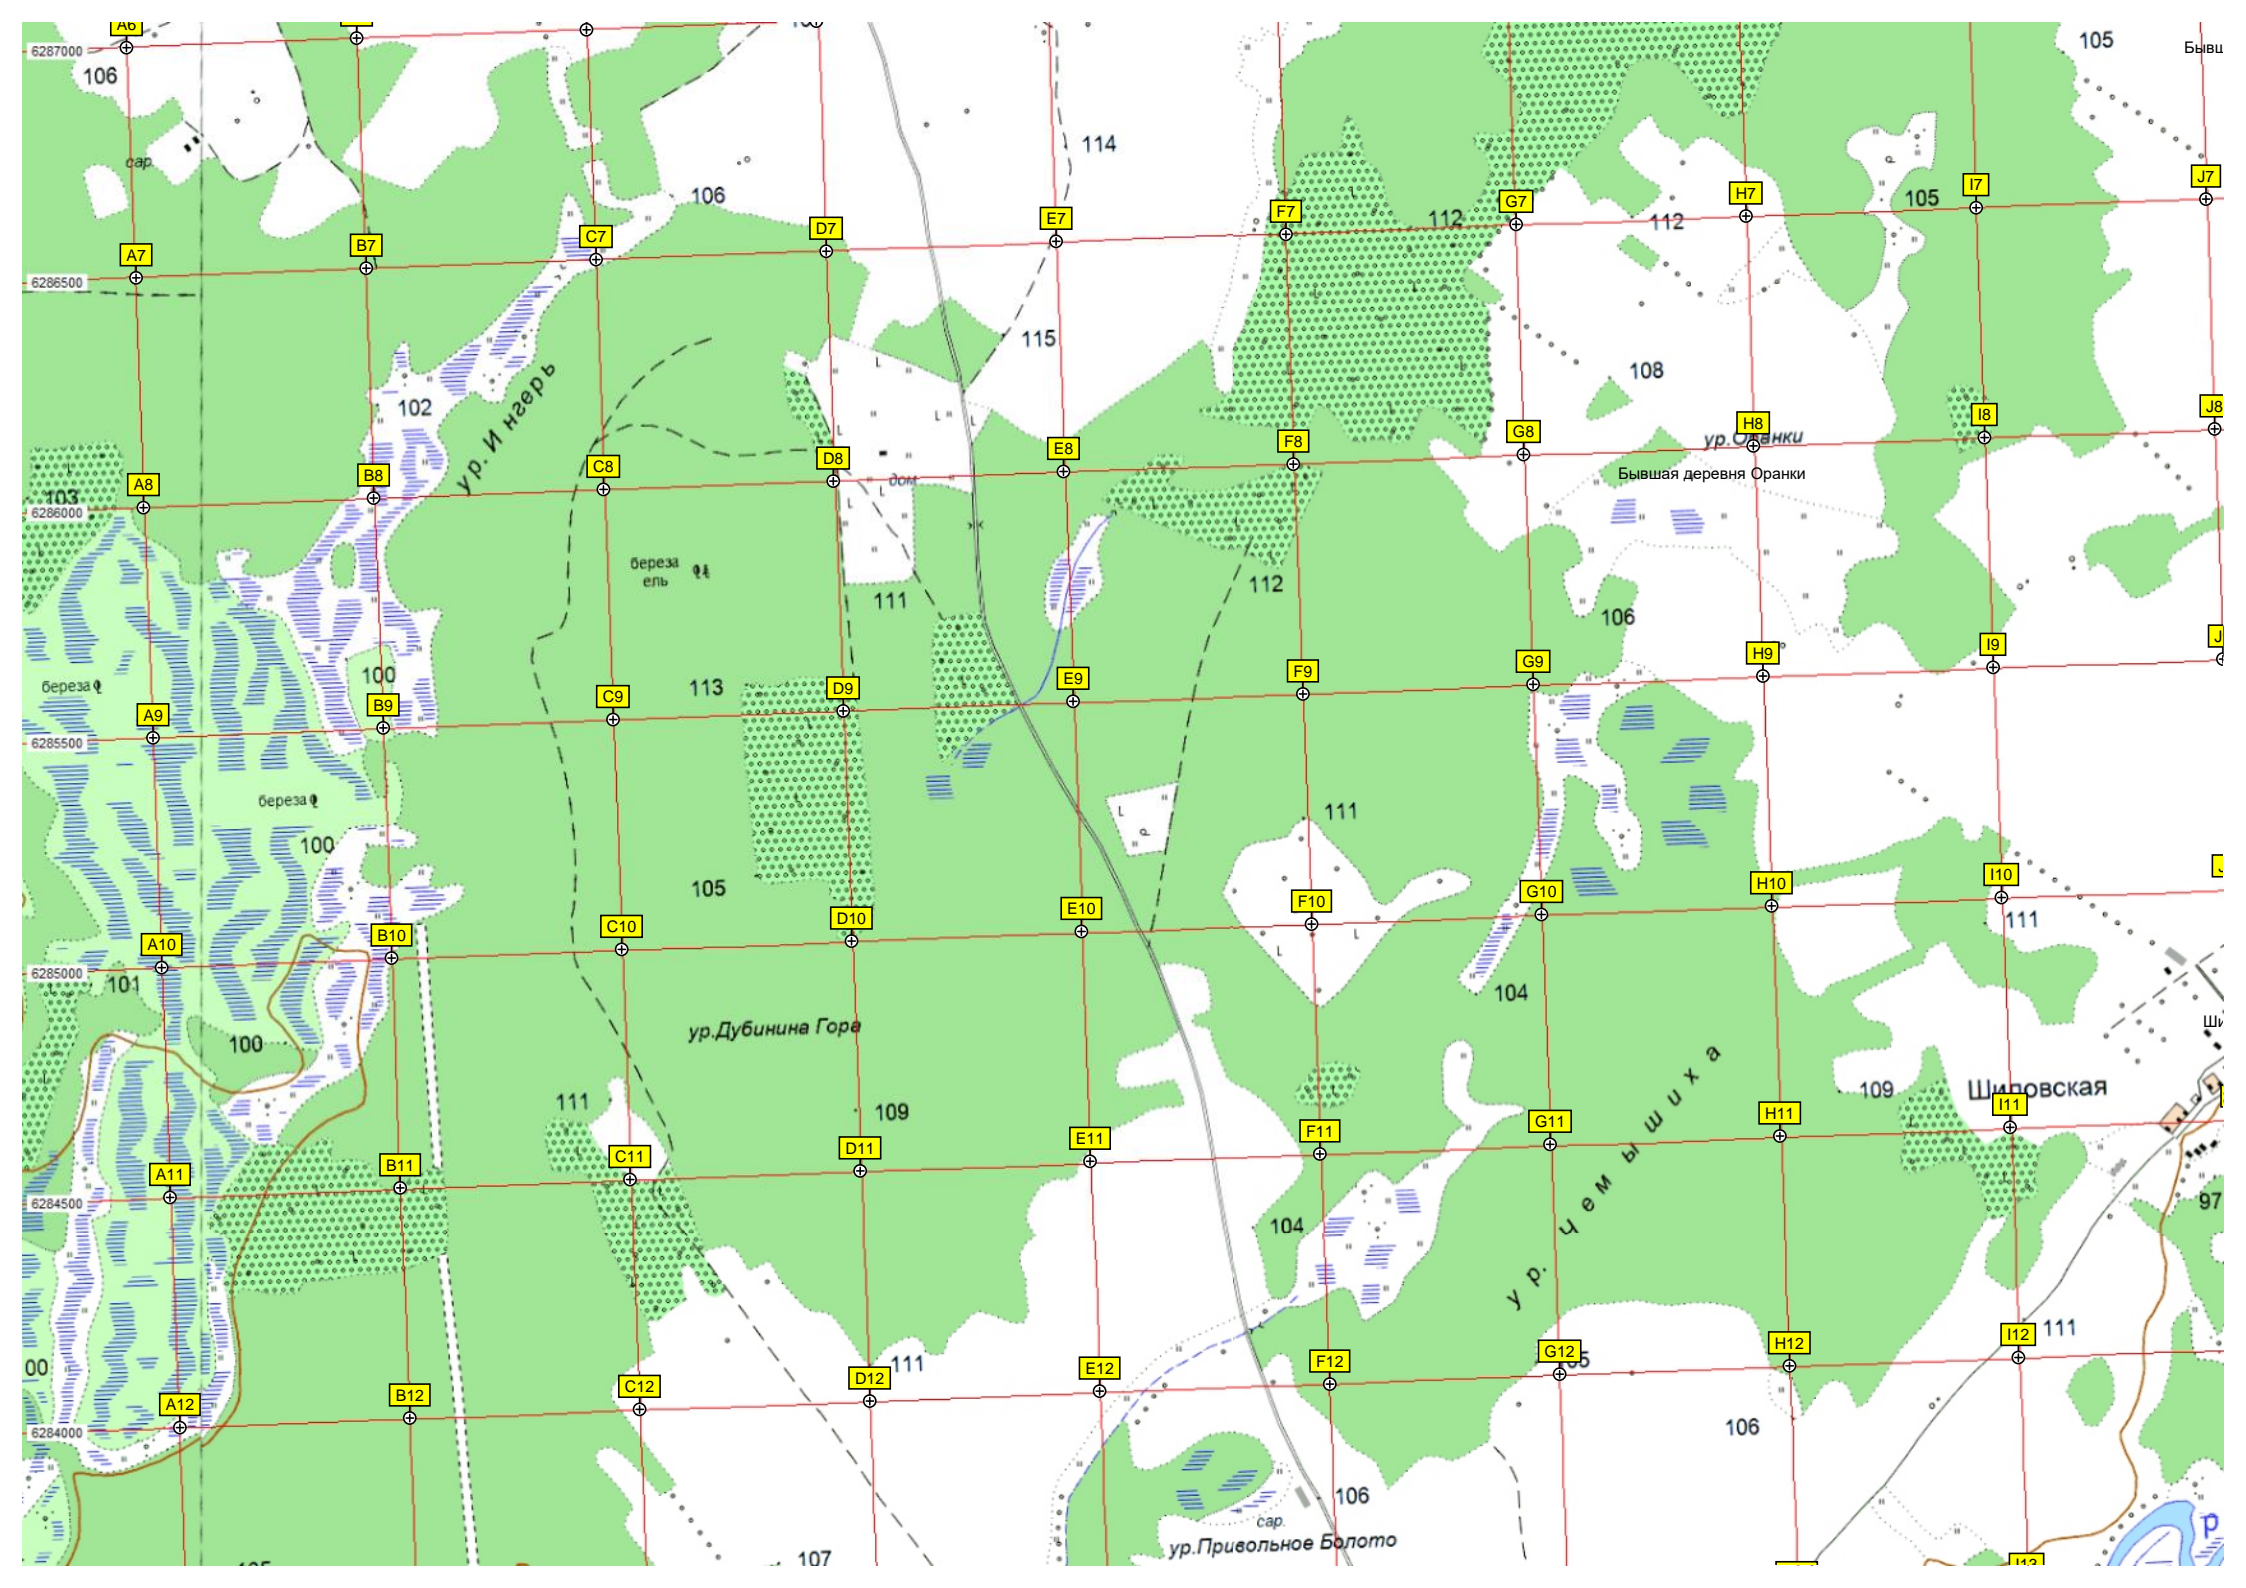 A6
6287000
106
105
114
сар.
106
J7
I7
H7
G7
F7
E7
D7
C7
B7
A7
112
112
105
6286500
115
108
102
ур. Ингерь
J8
I8
H8
G8
F8
E8
D8
C8
B8
A8
ур.Оранки
Бывшая деревня Оранки
дом
103
6286000
береза
ель
111
112
106
I9
H9
G9
F9
E9
D9
C9
B9
A9
100
113
береза
6285500
береза
100
111
105
I10
H10
G10
F10
E10
D10
C10
B10
A10
111
6285000
101
104
100
ур.Дубинина Гора
109
Шиловская
111
109
I11
H11
G11
F11
E11
D11
C11
B11
A11
6284500
97
104
ур. Чемышиха
I12
111
H12
G12
F12
E12
D12
111
C12
B12
A12
00
6284000
106
106
сар.
ур.Привольное Болото
107
I13
р